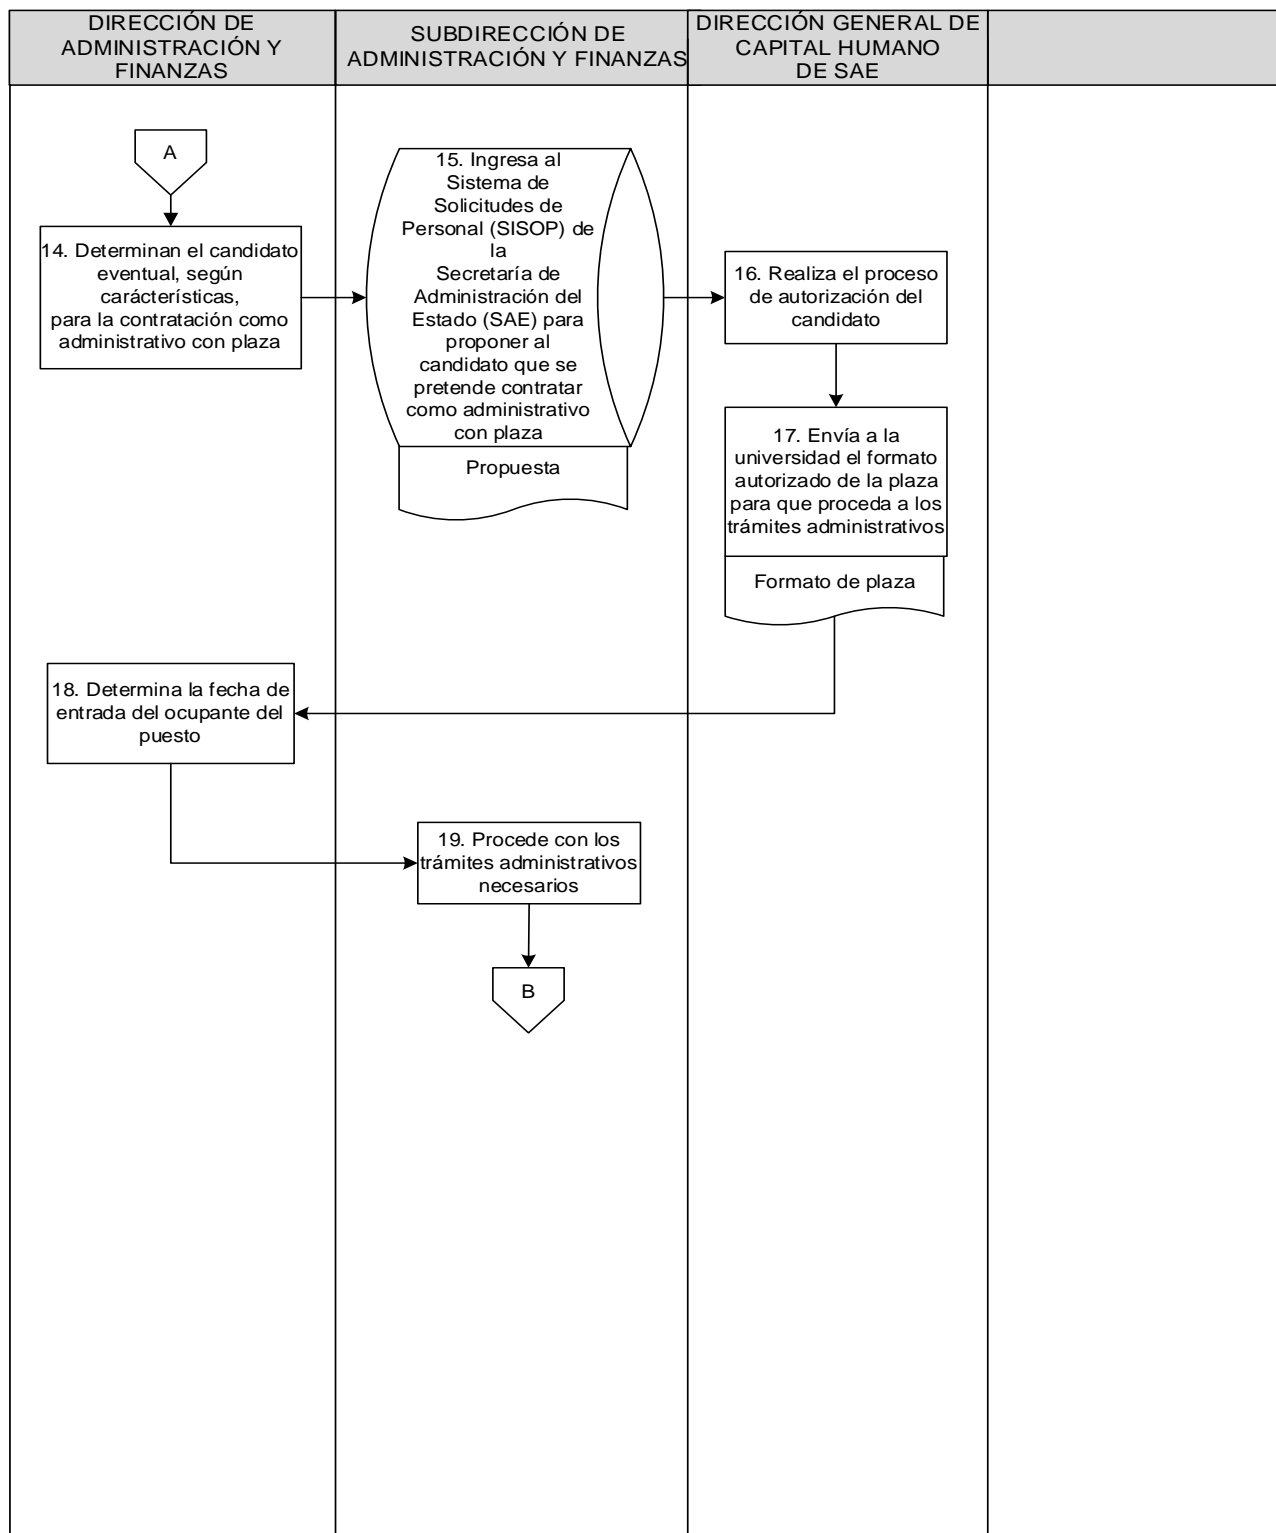 DIRECCIÓN DE
ADMINISTRACIÓN Y
FINANZAS
SUBDIRECCIÓN DE
ADMINISTRACIÓN Y FINANZAS
DIRECCIÓN GENERAL DE
CAPITAL HUMANO
DE SAE
A
14. Determinan el candidato
eventual, según
carácterísticas,
para la contratación como
administrativo con plaza
15. Ingresa al
Sistema de
Solicitudes de
Personal (SISOP) de
la
Secretaría de
Administración del
Estado (SAE) para
proponer al
candidato que se
pretende contratar
como administrativo
con plaza
Propuesta
16. Realiza el proceso
de autorización del
candidato
17. Envía a la
universidad el formato
autorizado de la plaza
para que proceda a los
trámites administrativos
Formato de plaza
18. Determina la fecha de
entrada del ocupante del
puesto
19. Procede con los
trámites administrativos
necesarios
B